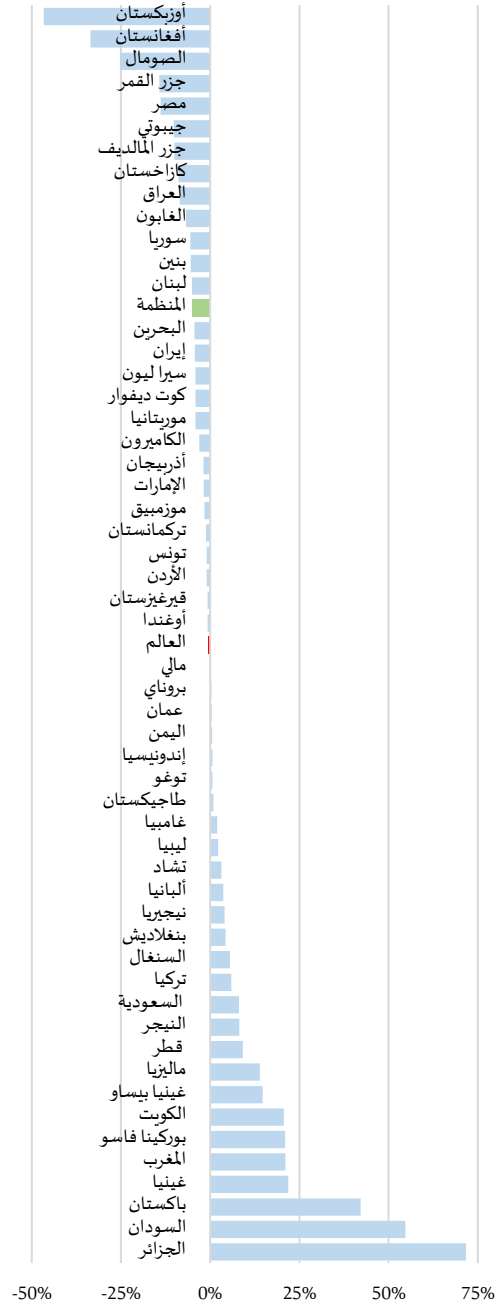 أوزبكستان
أفغانستان
الصومال
جزر القمر
مصر
جيبوتي
جزر المالديف
كازاخستان
العراق
الغابون
سوريا
بنين
لبنان
المنظمة
البحرين
إيران
سيرا ليون
كوت ديفوار
موريتانيا
الكاميرون
أذربيجان
الإمارات
موزمبيق
تركمانستان
تونس
الأردن
قيرغيزستان
أوغندا
العالم
مالي
بروناي
عمان
اليمن
إندونيسيا
توغو
طاجيكستان
غامبيا
ليبيا
تشاد
ألبانيا
نيجيريا
بنغلاديش
السنغال
تركيا
السعودية
النيجر
قطر
ماليزيا
غينيا بيساو
الكويت
بوركينا فاسو
المغرب
غينيا
باكستان
السودان
الجزائر
-50% -25% 0% 25% 50% 75%